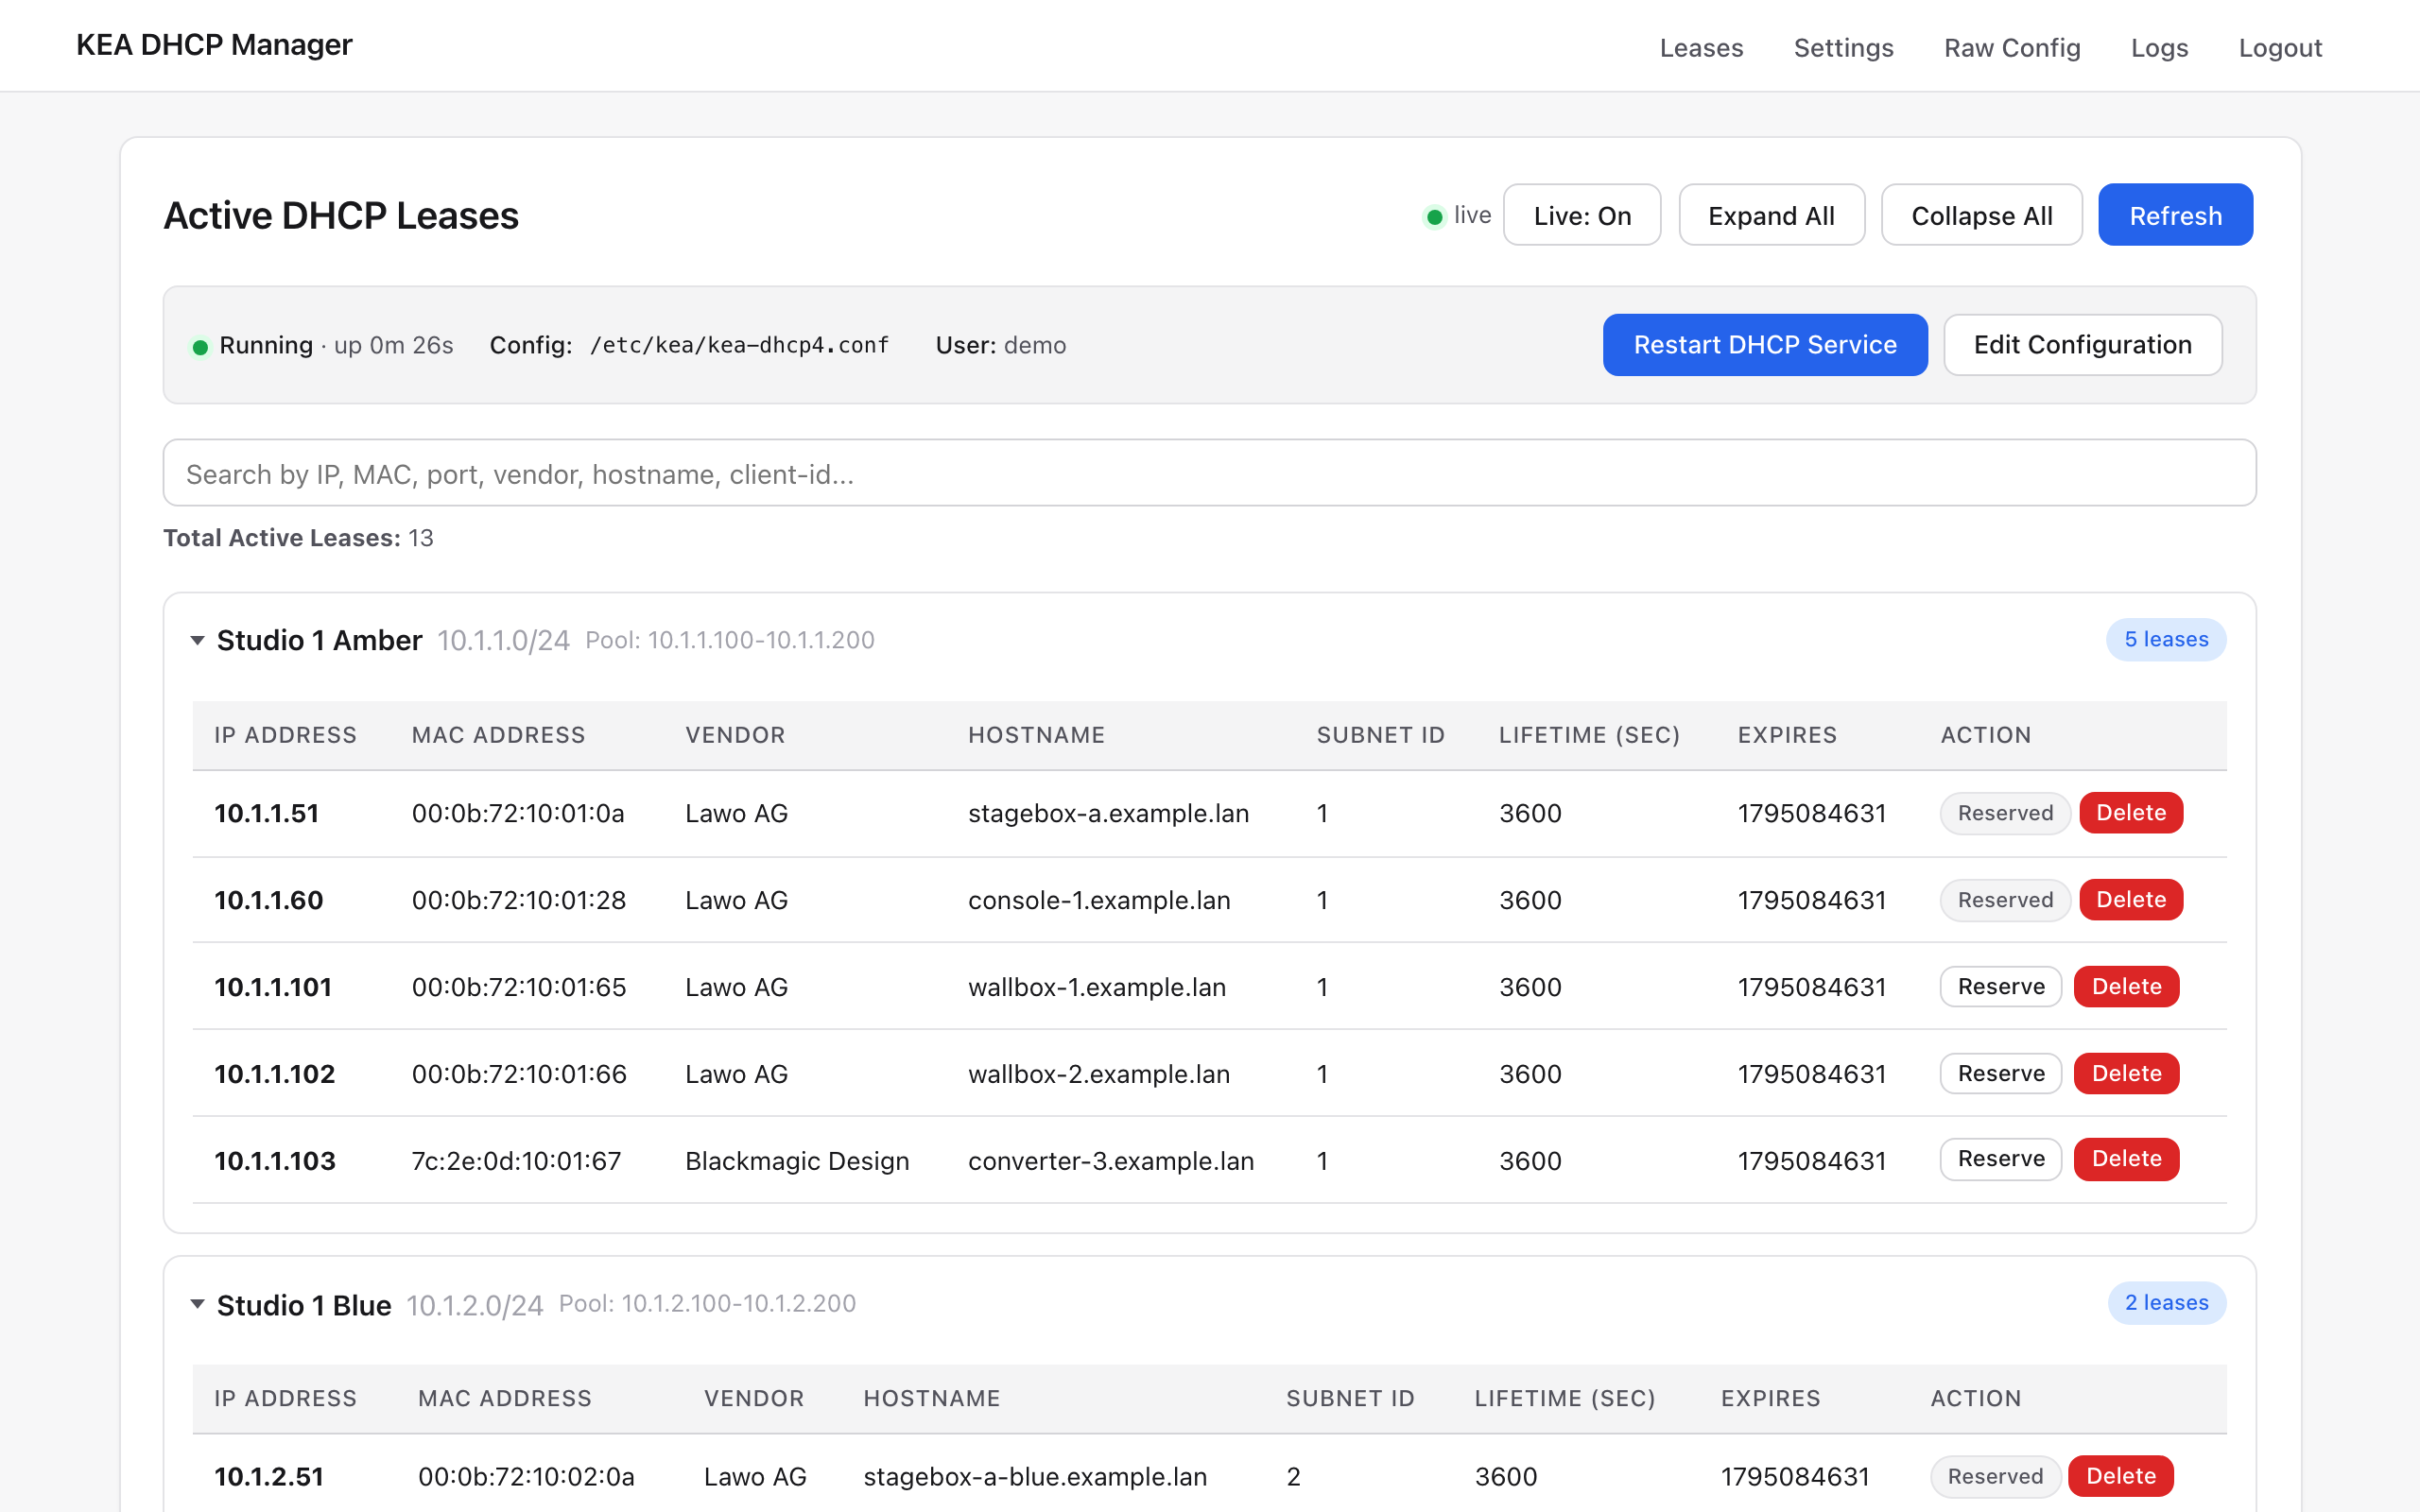 KEA DHCP Manager Leases Settings Raw Config Logs Logout
Active DHCP Leases live Live: On Expand All Collapse All Refresh
Running · up 0m 26s Config: /etc/kea/kea-dhcp4.conf User: demo Restart DHCP Service Edit Configuration
Search by IP, MAC, port, vendor, hostname, client-id...
Total Active Leases: 13
Studio 1 Amber 10.1.1.0/24 Pool: 10.1.1.100-10.1.1.200 5 leases
IP ADDRESS MAC ADDRESS VENDOR HOSTNAME SUBNET ID LIFETIME (SEC) EXPIRES ACTION
10.1.1.51 00:0b:72:10:01:0a Lawo AG stagebox-a.example.lan 1 3600 1795084631 Reserved Delete
10.1.1.60 00:0b:72:10:01:28 Lawo AG console-1.example.lan 1 3600 1795084631 Reserved Delete
10.1.1.101 00:0b:72:10:01:65 Lawo AG wallbox-1.example.lan 1 3600 1795084631 Reserve Delete
10.1.1.102 00:0b:72:10:01:66 Lawo AG wallbox-2.example.lan 1 3600 1795084631 Reserve Delete
10.1.1.103 7c:2e:0d:10:01:67 Blackmagic Design converter-3.example.lan 1 3600 1795084631 Reserve Delete
Studio 1 Blue 10.1.2.0/24 Pool: 10.1.2.100-10.1.2.200 2 leases
IP ADDRESS MAC ADDRESS VENDOR HOSTNAME SUBNET ID LIFETIME (SEC) EXPIRES ACTION
10.1.2.51 00:0b:72:10:02:0a Lawo AG stagebox-a-blue.example.lan 2 3600 1795084631 Reserved Delete